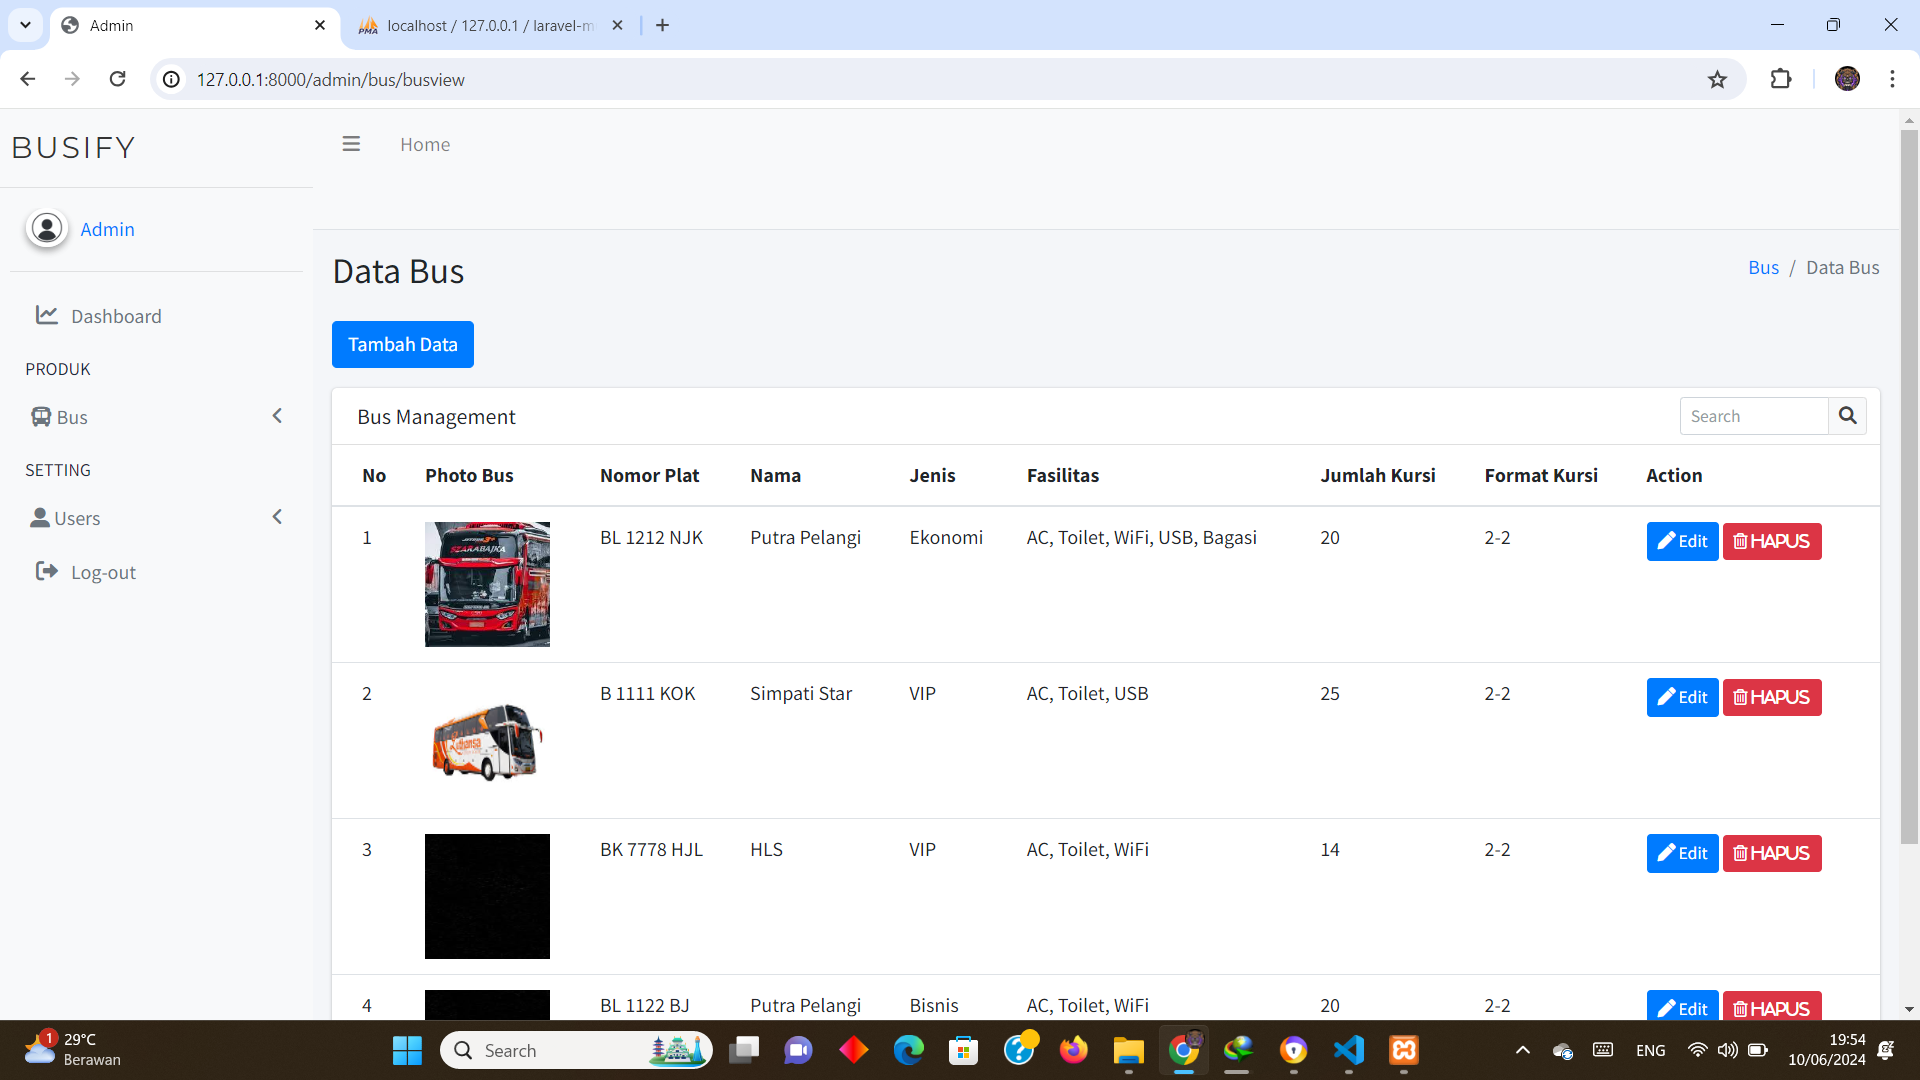 Admin
localhost / 127.0.0.1 / laravel-m
127.0.0.1:8000/admin/bus/busview
BUSIFY
Home
Admin
Data Bus
Bus / Data Bus
Dashboard
Tambah Data
PRODUK
Bus
Bus Management
Search
SETTING
Users
Log-out
No Photo Bus Nomor Plat Nama Jenis Fasilitas Jumlah Kursi Format Kursi Action
1 BL 1212 NJK Putra Pelangi Ekonomi AC, Toilet, WiFi, USB, Bagasi 20 2-2 Edit HAPUS
2 B 1111 KOK Simpati Star VIP AC, Toilet, USB 25 2-2 Edit HAPUS
3 BK 7778 HJL HLS VIP AC, Toilet, WiFi 14 2-2 Edit HAPUS
4 BL 1122 BJ Putra Pelangi Bisnis AC, Toilet, WiFi 20 2-2 Edit HAPUS
1
29°C
Berawan
Search
ENG
19:54
10/06/2024